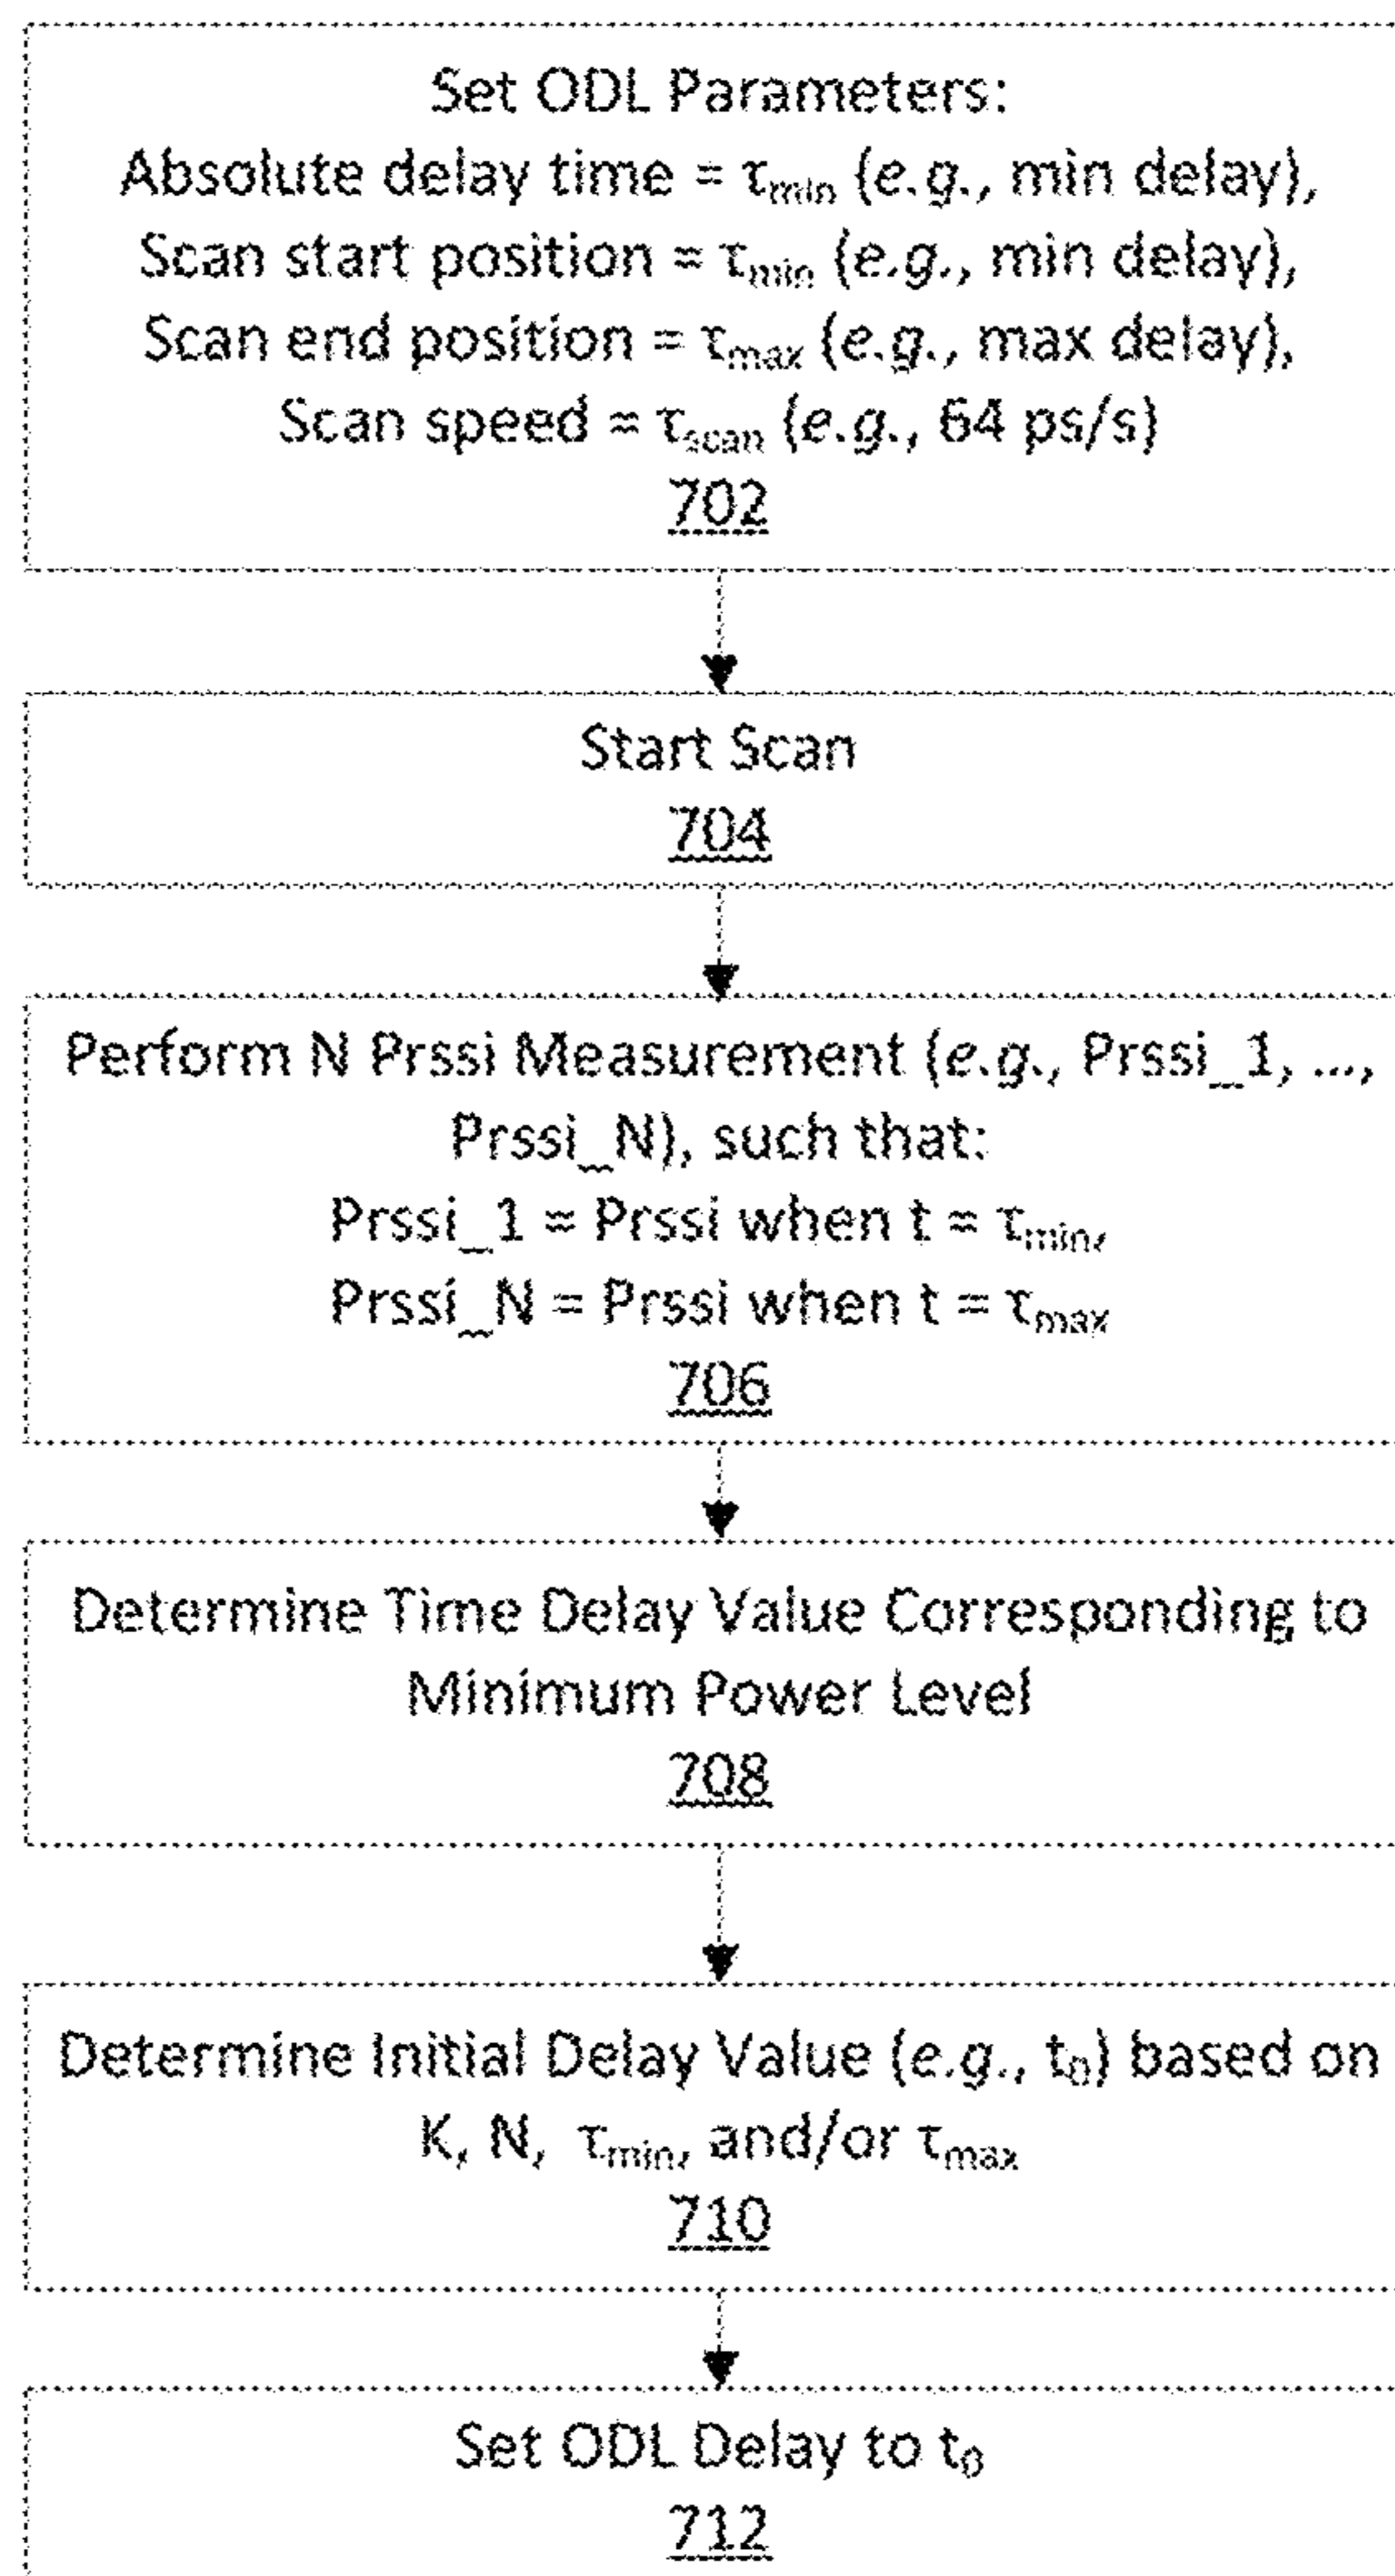 Set ODL Parameters:
Absolute delay time = τmin (e.g., min delay),
Scan start position = τmin (e.g., min delay),
Scan end position = τmax (e.g., max delay),
Scan speed = τscan (e.g., 64 ps/s)
702
Start Scan
704
Perform N Prssi Measurement (e.g., Prssi_1, ...,
Prssi_N), such that:
Prssi_1 = Prssi when t = τmin,
Prssi_N = Prssi when t = τmax
706
Determine Time Delay Value Corresponding to
Minimum Power Level
708
Determine Initial Delay Value (e.g., t0) based on
K, N, τmin, and/or τmax
710
Set ODL Delay to t0
712